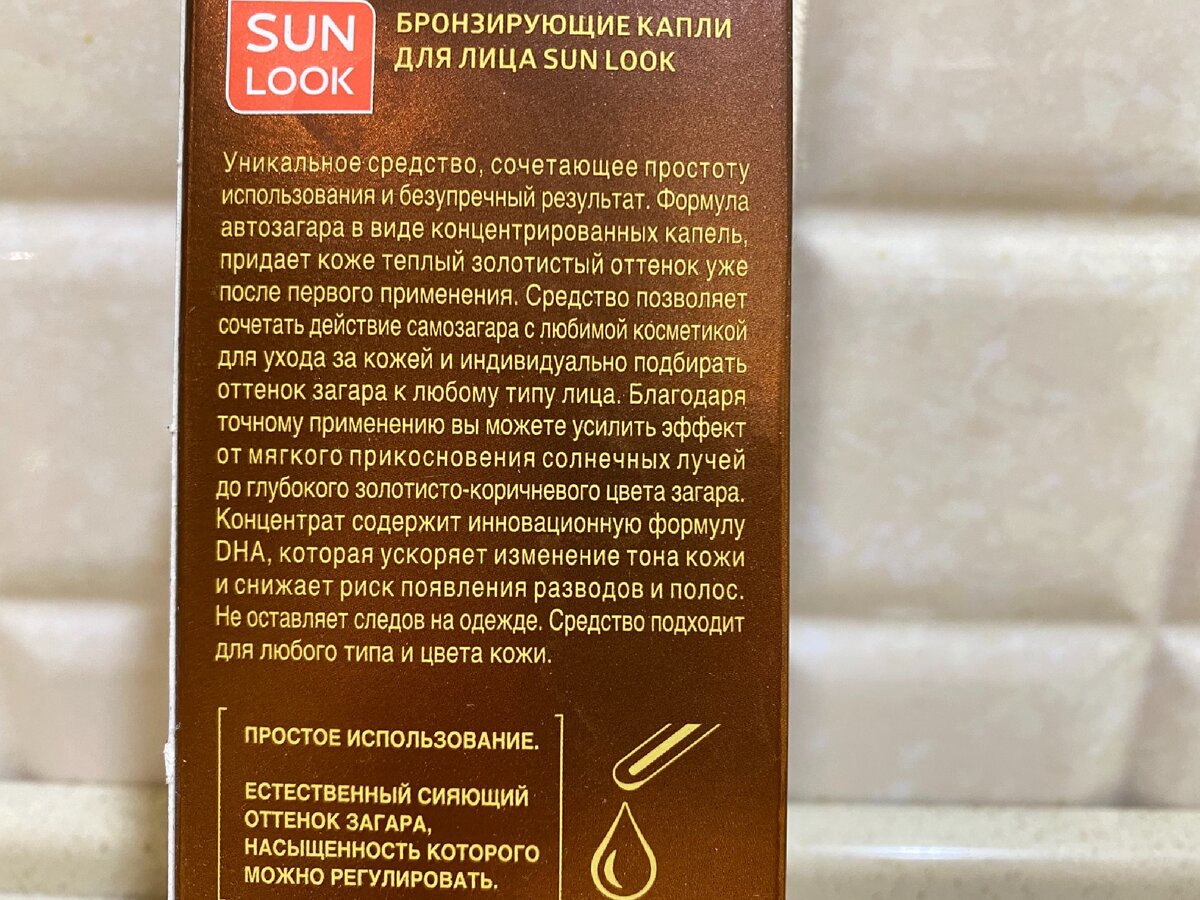 SUN
LOOK
БРОНЗИРУЮЩИЕ КАПЛИ
ДЛЯ ЛИЦА SUN LOOK
Уникальное средство, сочетающее простоту
использования и безупречный результат. Формула
автозагара в виде концентрированных капель,
придает коже теплый золотистый оттенок уже
после первого применения. Средство позволяет
сочетать действие самозагара с любимой косметикой
для ухода за кожей и индивидуально подбирать
оттенок загара к любому типу лица. Благодаря
точному применению вы можете усилить эффект
от мягкого прикосновения солнечных лучей
до глубокого золотисто-коричневого цвета загара.
Концентрат содержит инновационную формулу
DHA, которая ускоряет изменение тона кожи
и снижает риск появления разводов и полос.
Не оставляет следов на одежде. Средство подходит
для любого типа и цвета кожи.
ПРОСТОЕ ИСПОЛЬЗОВАНИЕ.
ЕСТЕСТВЕННЫЙ СИЯЮЩИЙ
ОТТЕНОК ЗАГАРА,
НАСЫЩЕННОСТЬ КОТОРОГО
МОЖНО РЕГУЛИРОВАТЬ.